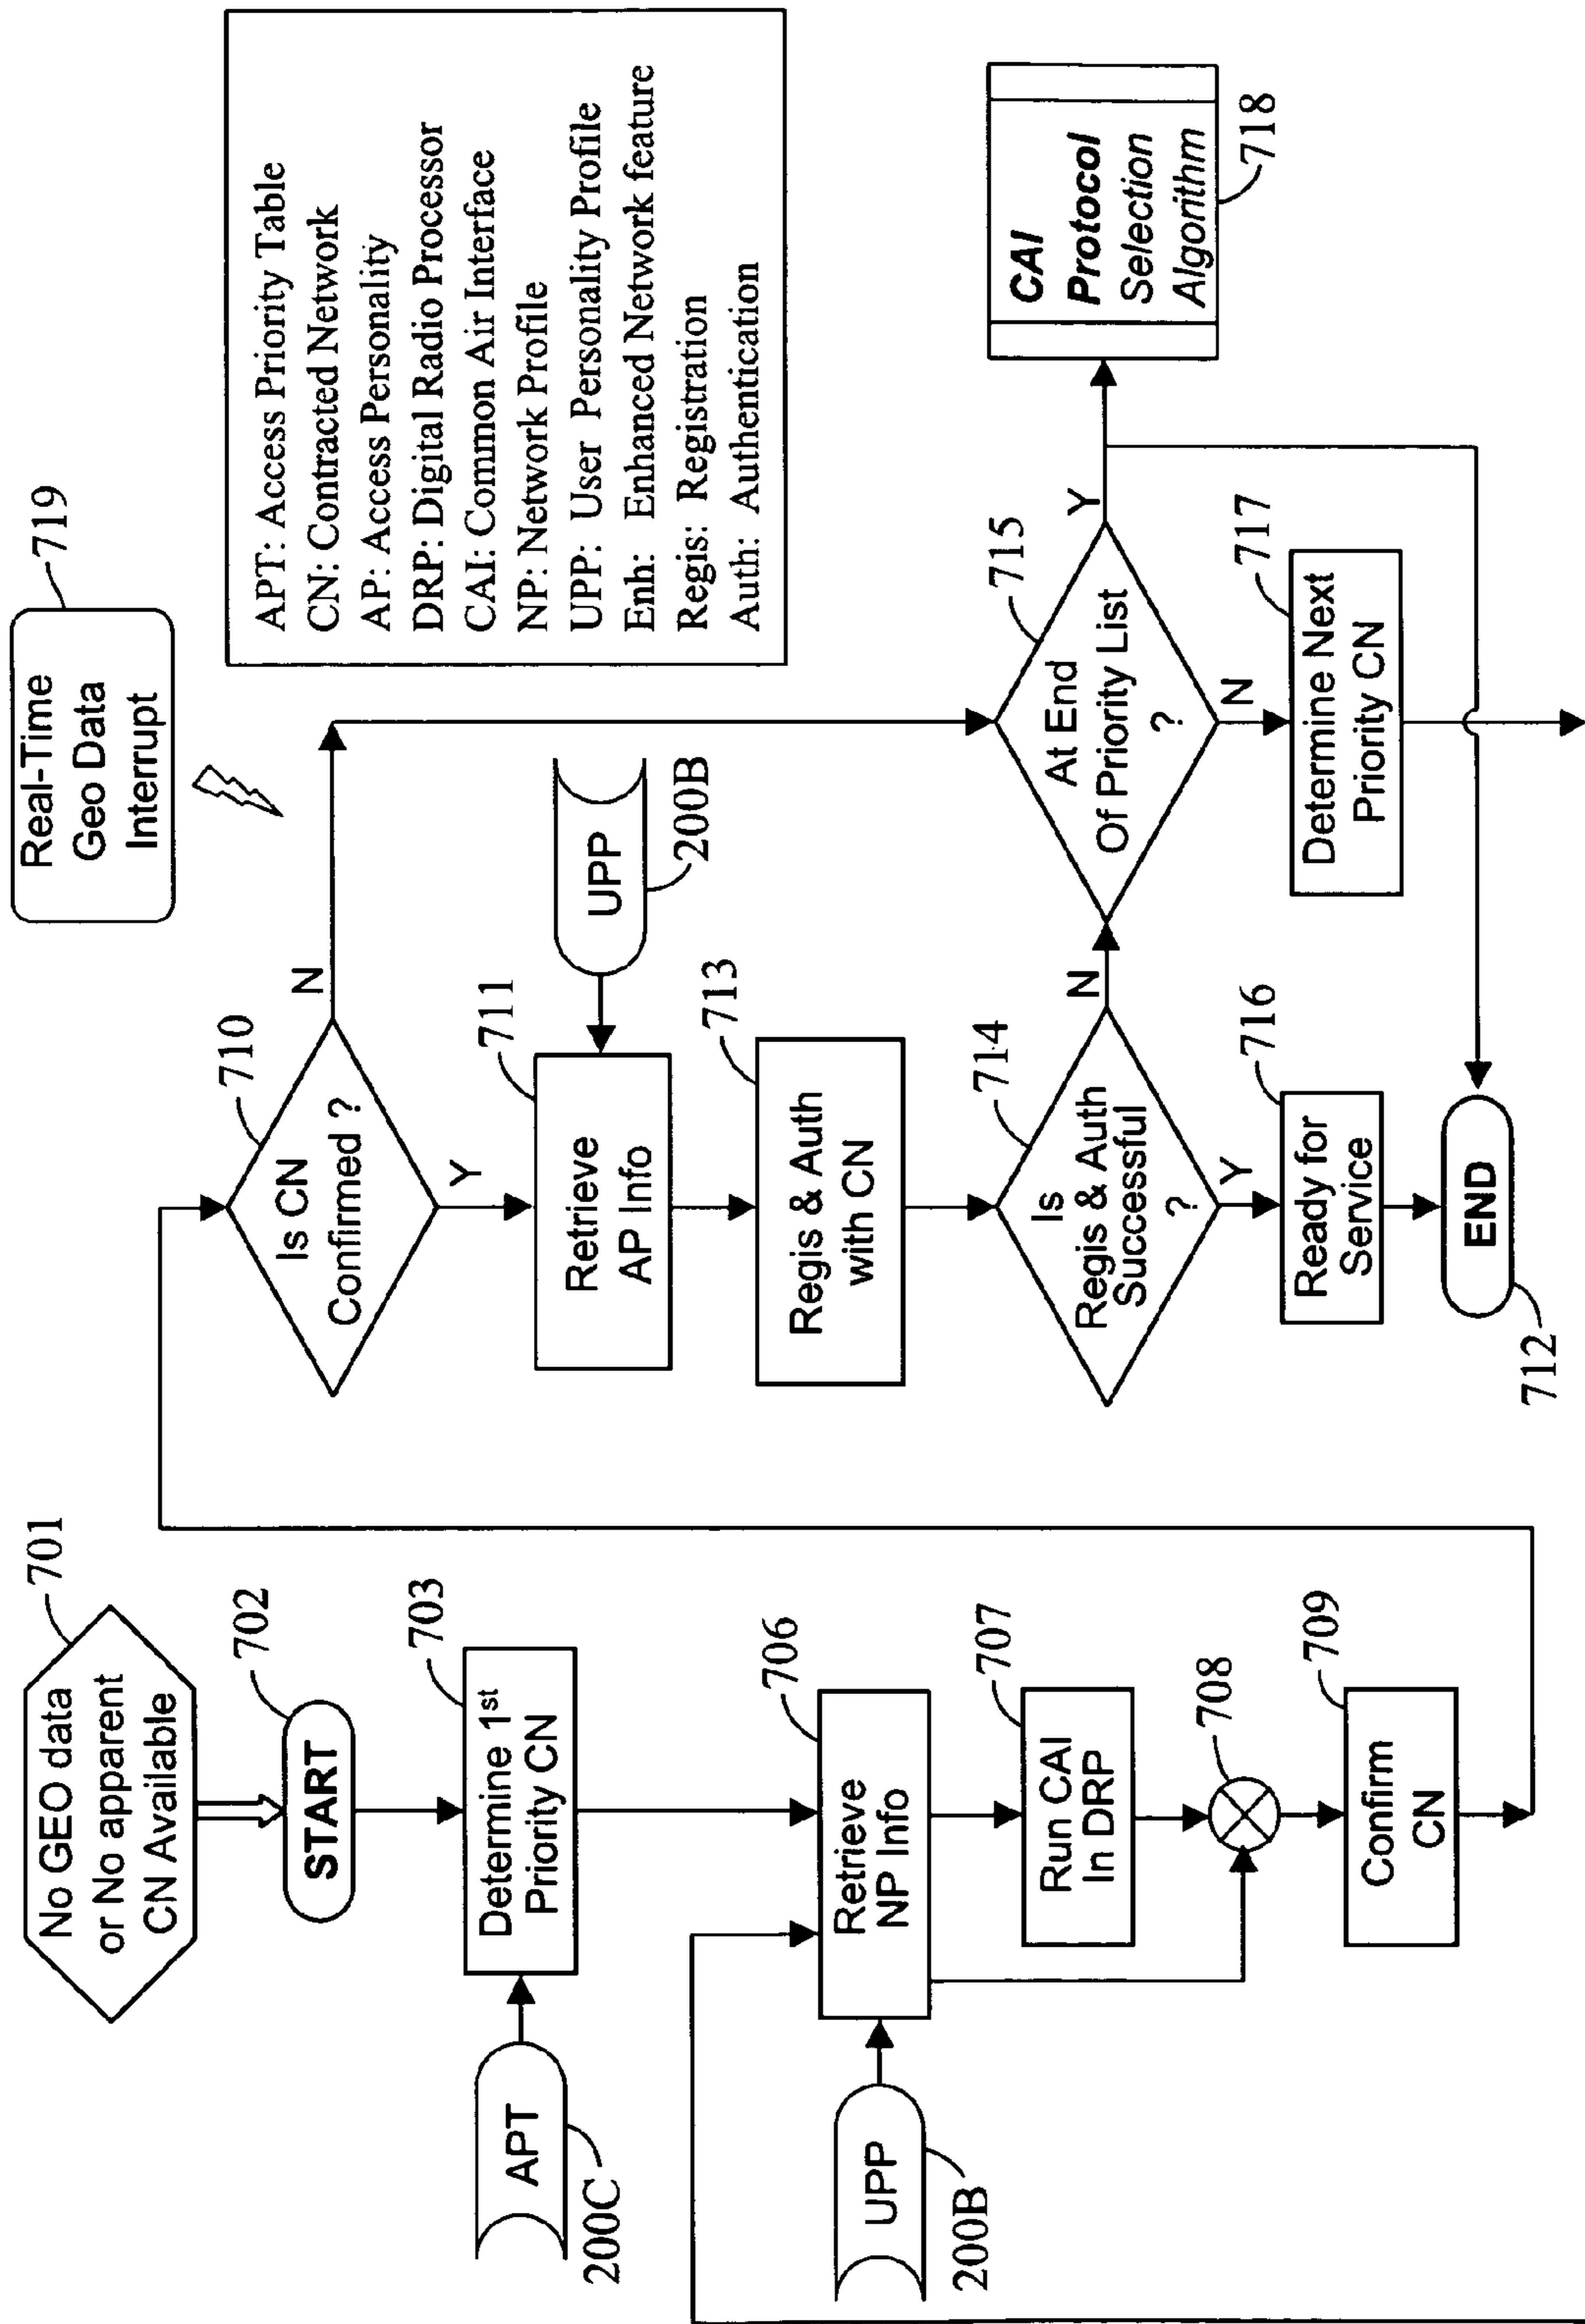 No GEO data
or No apparent
CN Available
701
START
702
Determine 1st
Priority CN
703
APT
200C
Retrieve
NP Info
706
UPP
200B
Run CAI
In DRP
707
708
Confirm
CN
709
Real-Time
Geo Data
Interrupt
719
Is CN
Confirmed ?
710
N
Y
Retrieve
AP Info
711
UPP
200B
Regis & Auth
with CN
713
Is
Regis & Auth
Successful
?
714
N
Y
Ready for
Service
716
END
712
At End
Of Priority List
?
715
Y
N
Determine Next
Priority CN
717
CAI
Protocol
Selection
Algorithm
718
APT: Access Priority Table
CN: Contracted Network
AP: Access Personality
DRP: Digital Radio Processor
CAI: Common Air Interface
NP: Network Profile
UPP: User Personality Profile
Enh: Enhanced Network feature
Regis: Registration
Auth: Authentication